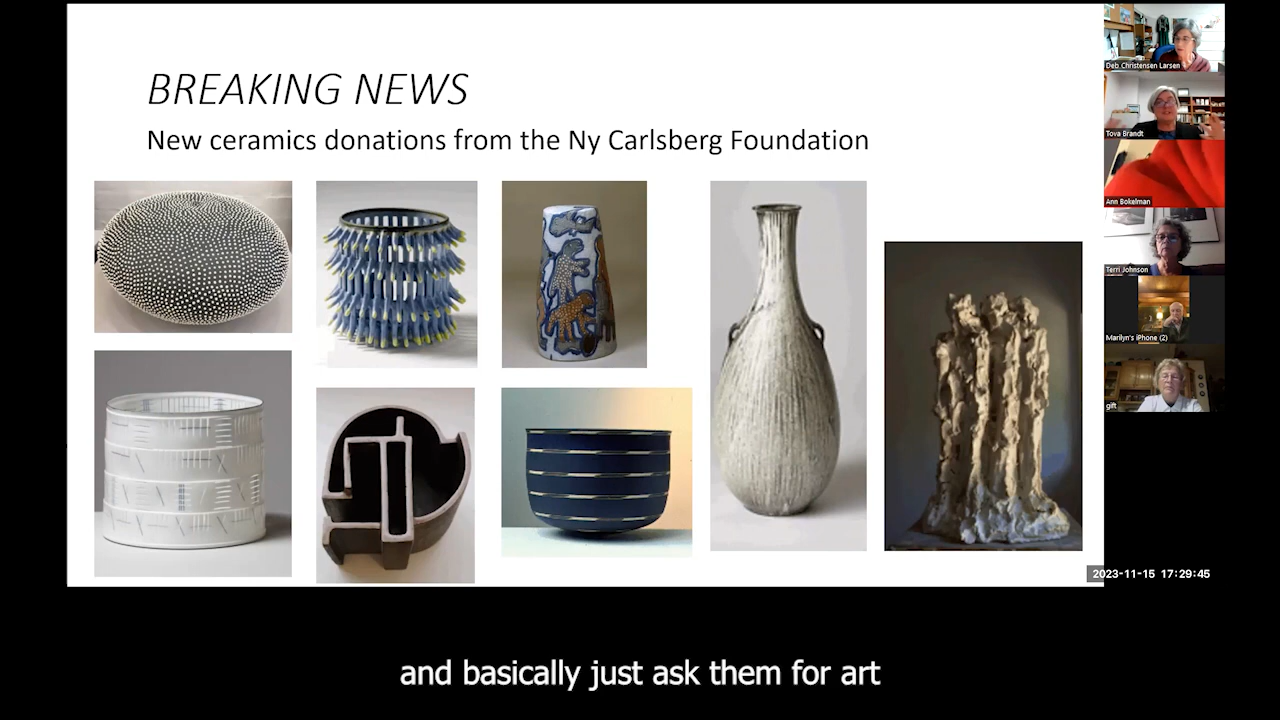 BREAKING NEWS
New ceramics donations from the Ny Carlsberg Foundation
Deb Christensen Larsen
Tova Brandt
Ann Bokelman
Terri Johnson
Marilyn's iPhone (2)
gift
2023-11-15 17:29:45
and basically just ask them for art